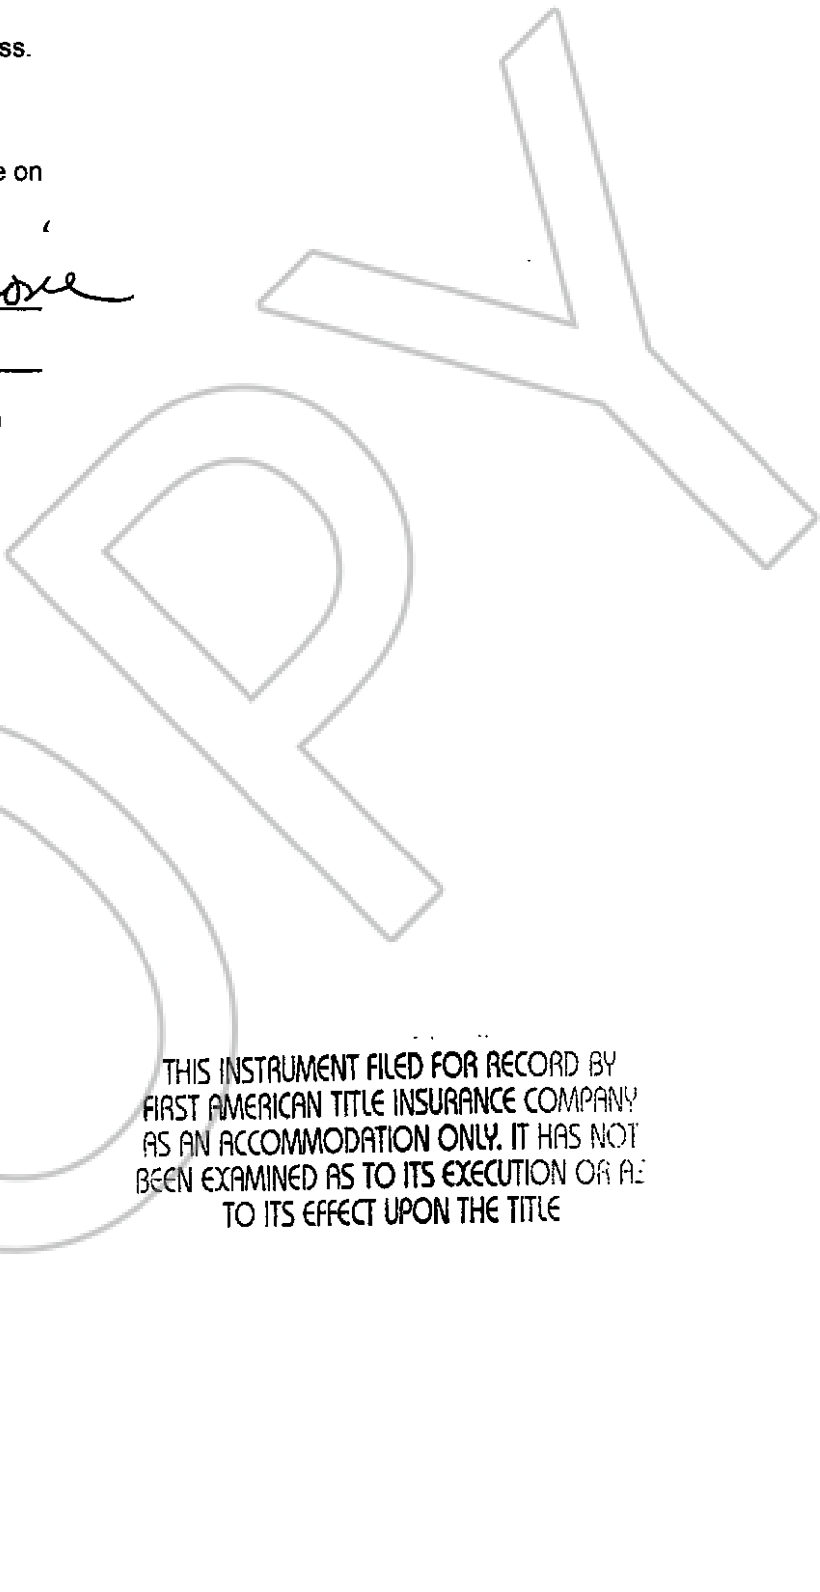 ss.
e on
THIS INSTRUMENT FILED FOR RECORD BY
FIRST AMERICAN TITLE INSURANCE COMPANY
AS AN ACCOMMODATION ONLY. IT HAS NOT
BEEN EXAMINED AS TO ITS EXECUTION OR AS
TO ITS EFFECT UPON THE TITLE
OPY